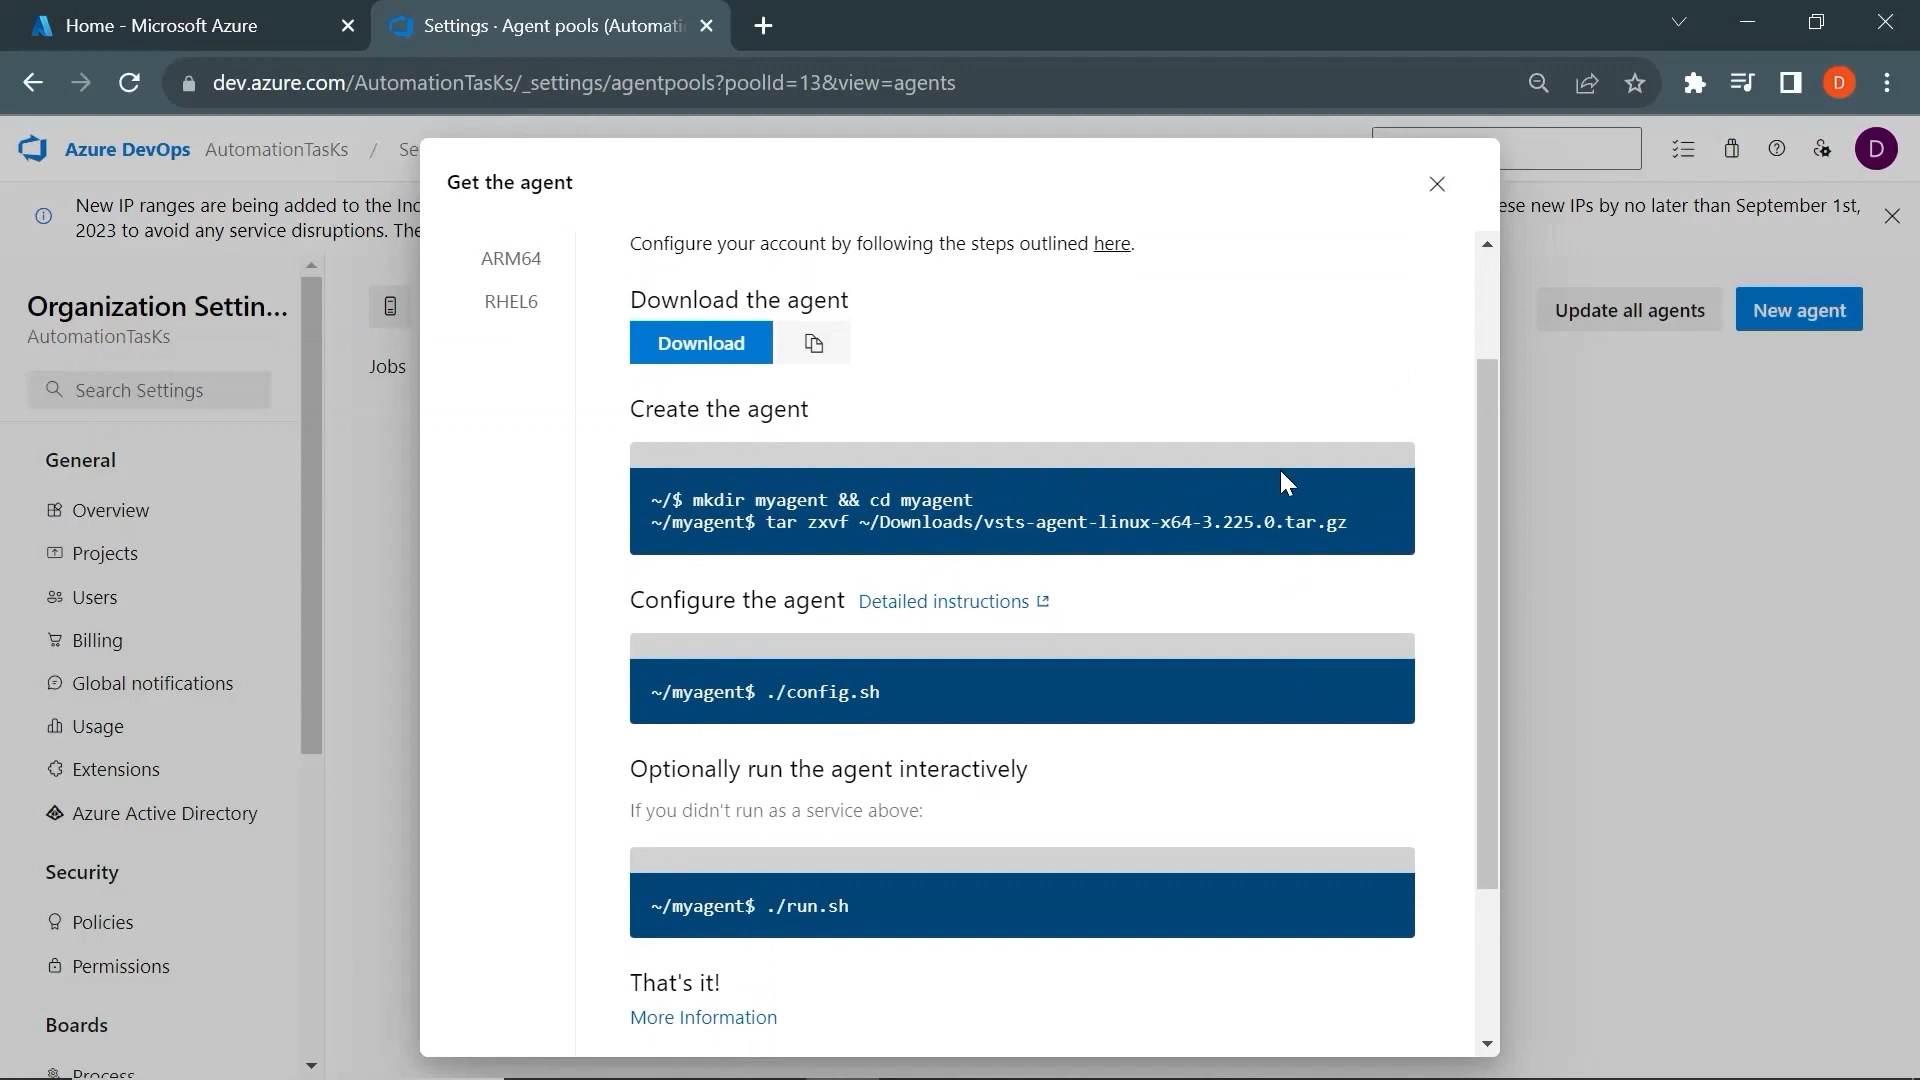 Home - Microsoft Azure
Settings · Agent pools (Automati
dev.azure.com/AutomationTasKs/_settings/agentpools?poolId=13&view=agents
D
Azure DevOps AutomationTasKs / Se
D
New IP ranges are being added to the Inc
ese new IPs by no later than September 1st,
2023 to avoid any service disruptions. The
Get the agent
Organization Settin...
AutomationTasKs
Search Settings
General
Overview
Projects
Users
Billing
Global notifications
Usage
Extensions
Azure Active Directory
Security
Policies
Permissions
Boards
Process
Jobs
Update all agents
New agent
ARM64
RHEL6
Configure your account by following the steps outlined here.
Download the agent
Download
Create the agent
~/$ mkdir myagent && cd myagent
~/myagent$ tar zxvf ~/Downloads/vsts-agent-linux-x64-3.225.0.tar.gz
Configure the agent Detailed instructions
~/myagent$ ./config.sh
Optionally run the agent interactively
If you didn't run as a service above:
~/myagent$ ./run.sh
That's it!
More Information